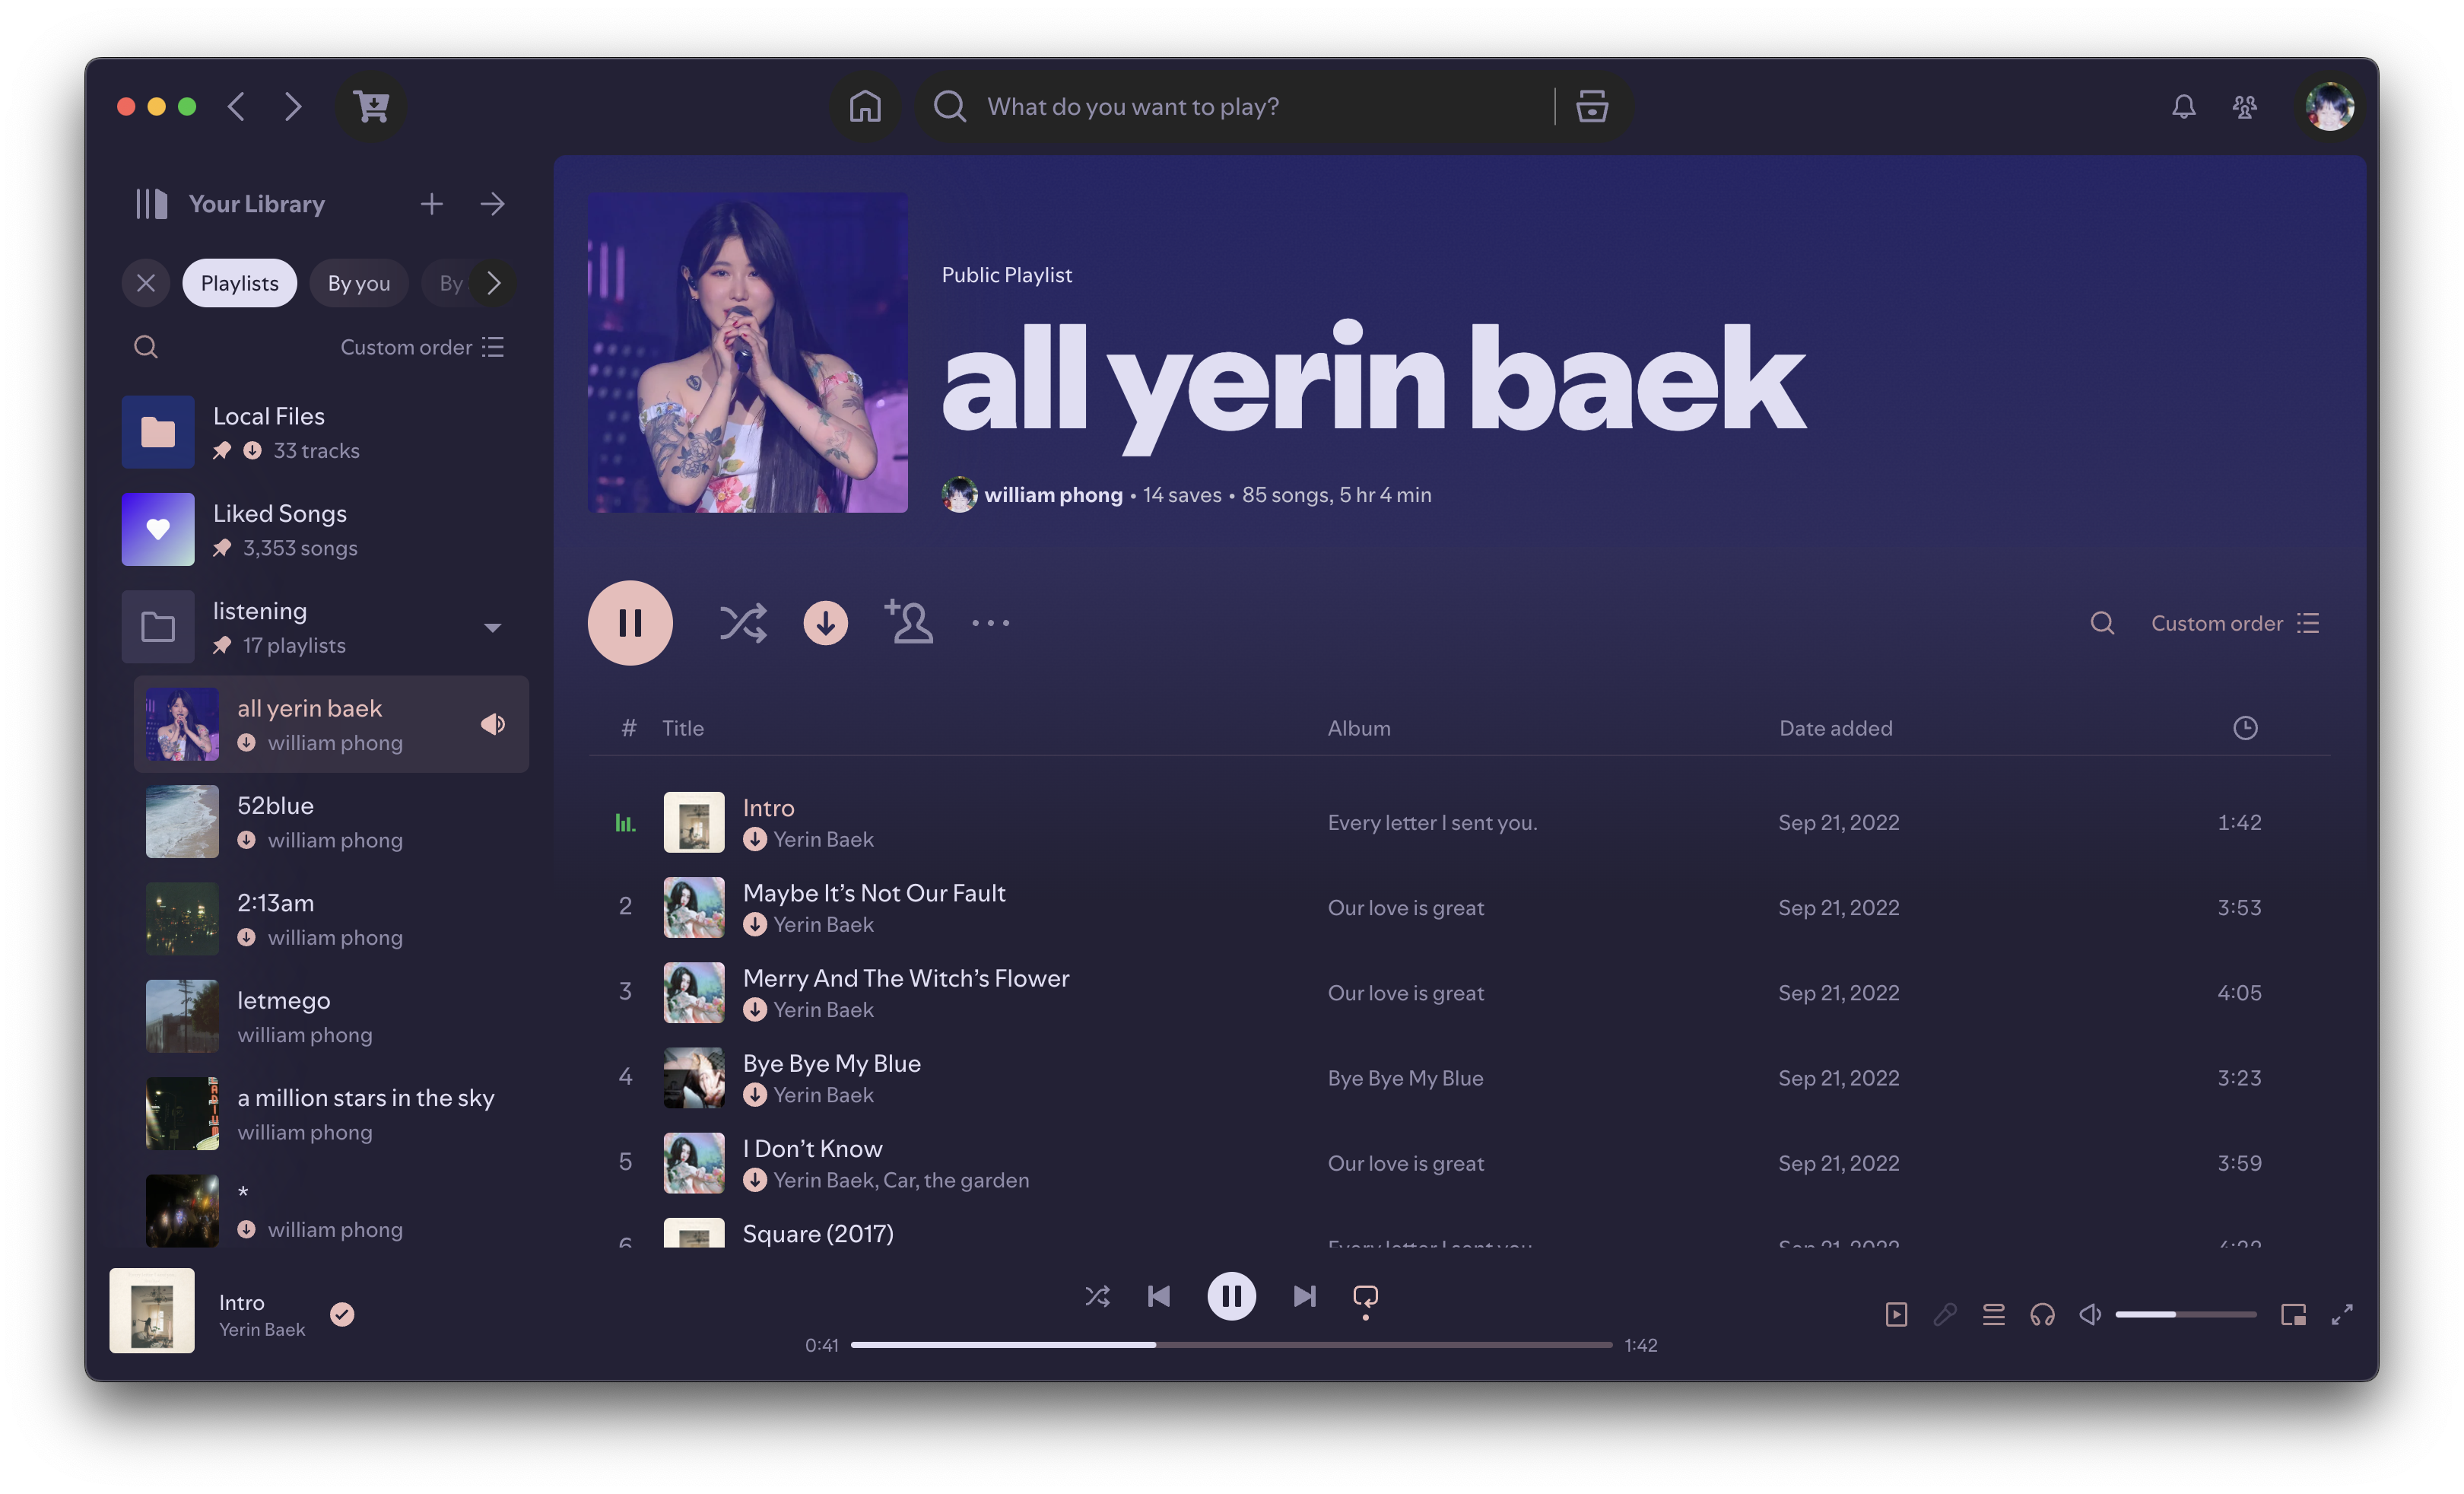 What do you want to play?
Your Library
Playlists
By you
By
Custom order
Local Files
33 tracks
Liked Songs
3,353 songs
listening
17 playlists
all yerin baek
william phong
52blue
william phong
2:13am
william phong
letmego
william phong
a million stars in the sky
william phong
*
william phong
Public Playlist
all yerin baek
william phong • 14 saves • 85 songs, 5 hr 4 min
Custom order
# Title Album Date added
Intro
Yerin Baek
Every letter I sent you.
Sep 21, 2022
1:42
2
Maybe It’s Not Our Fault
Yerin Baek
Our love is great
Sep 21, 2022
3:53
3
Merry And The Witch’s Flower
Yerin Baek
Our love is great
Sep 21, 2022
4:05
4
Bye Bye My Blue
Yerin Baek
Bye Bye My Blue
Sep 21, 2022
3:23
5
I Don’t Know
Yerin Baek, Car, the garden
Our love is great
Sep 21, 2022
3:59
6
Square (2017)
Every letter I sent you.
Sep 21, 2022
Intro
Yerin Baek
0:41
1:42